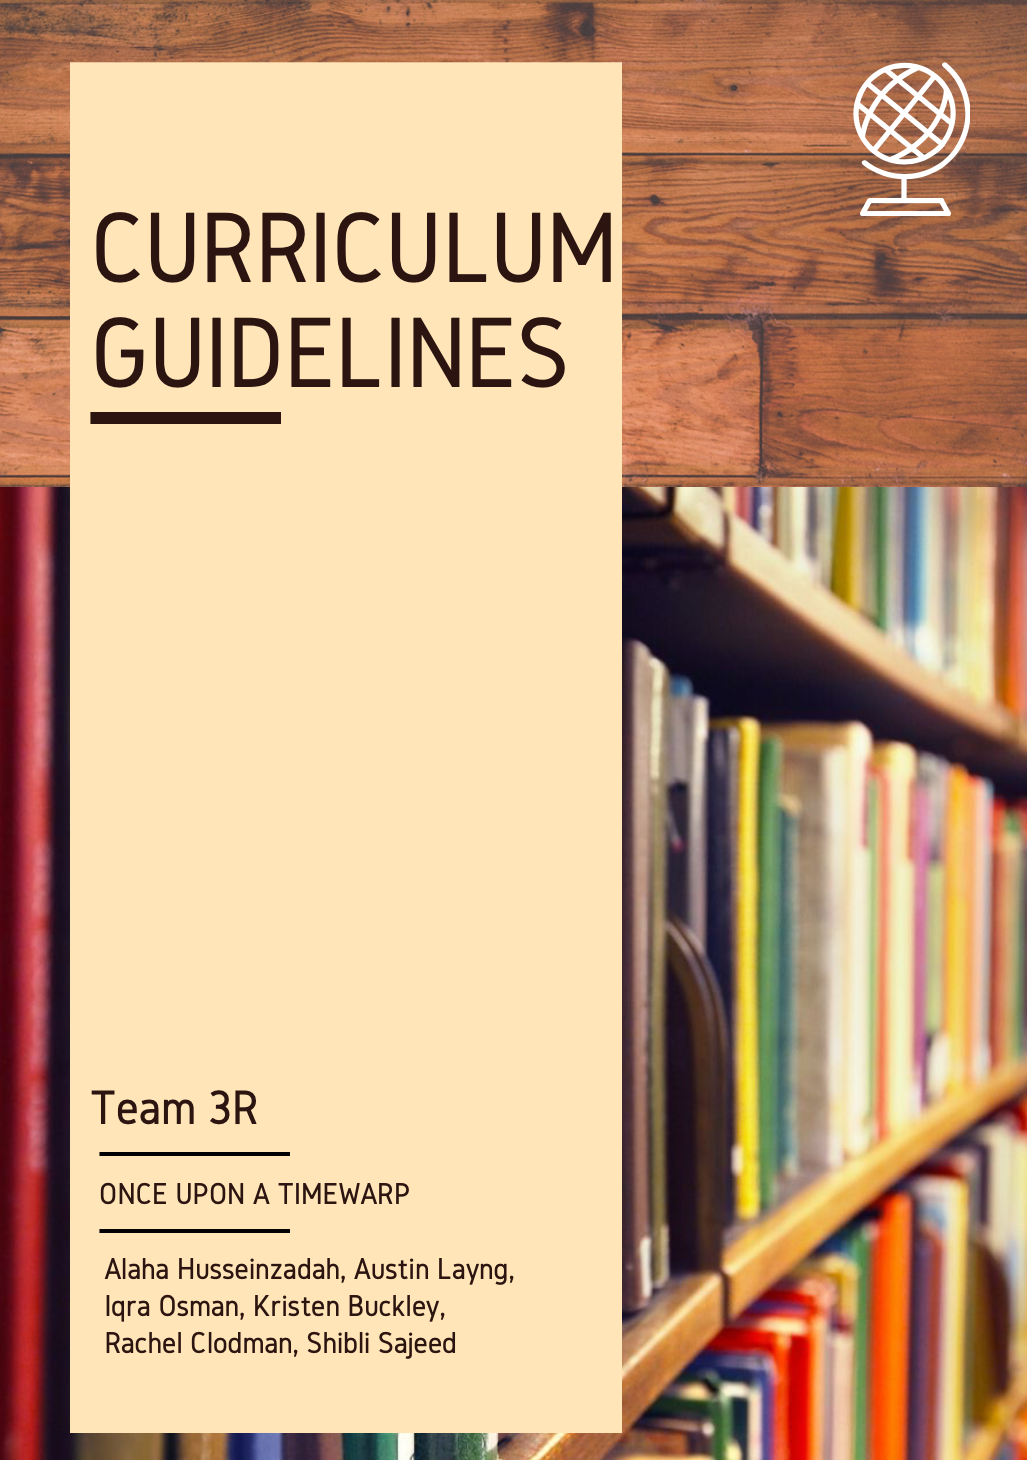 CURRICULUM
GUIDELINES
Team 3R
ONCE UPON A TIMEWARP
Alaha Husseinzadah, Austin Layng,
Iqra Osman, Kristen Buckley,
Rachel Clodman, Shibli Sajeed